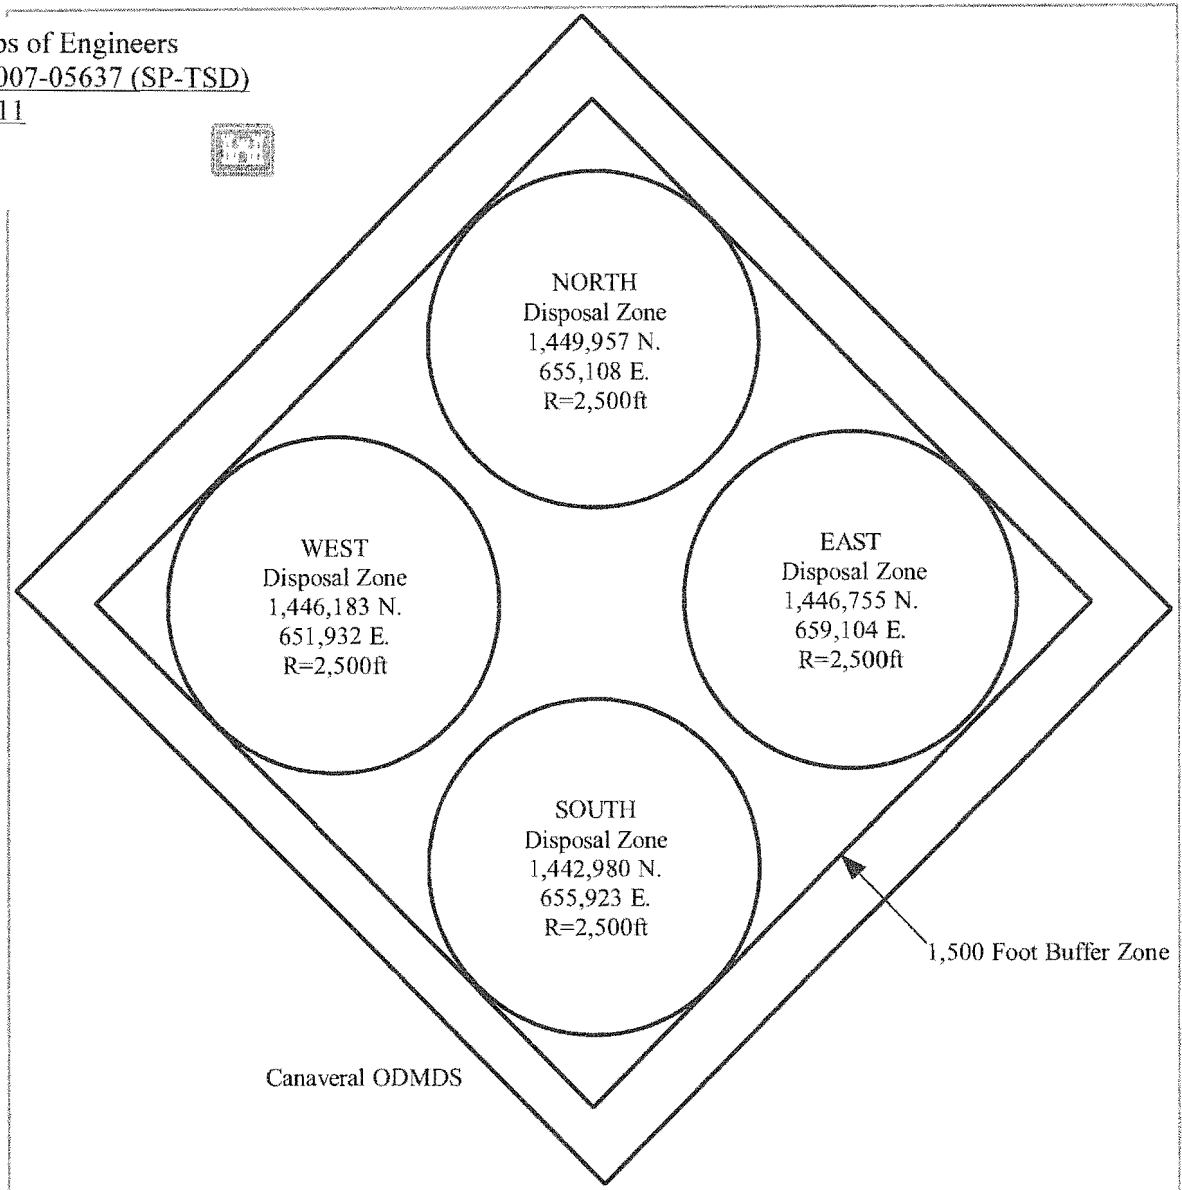 of Engineers
007-05637 (SP-TSD)
11
NORTH
Disposal Zone
1,449,957 N.
655,108 E.
R=2,500ft
WEST
Disposal Zone
1,446,183 N.
651,932 E.
R=2,500ft
EAST
Disposal Zone
1,446,755 N.
659,104 E.
R=2,500ft
SOUTH
Disposal Zone
1,442,980 N.
655,923 E.
R=2,500ft
1,500 Foot Buffer Zone
Canaveral ODMDS